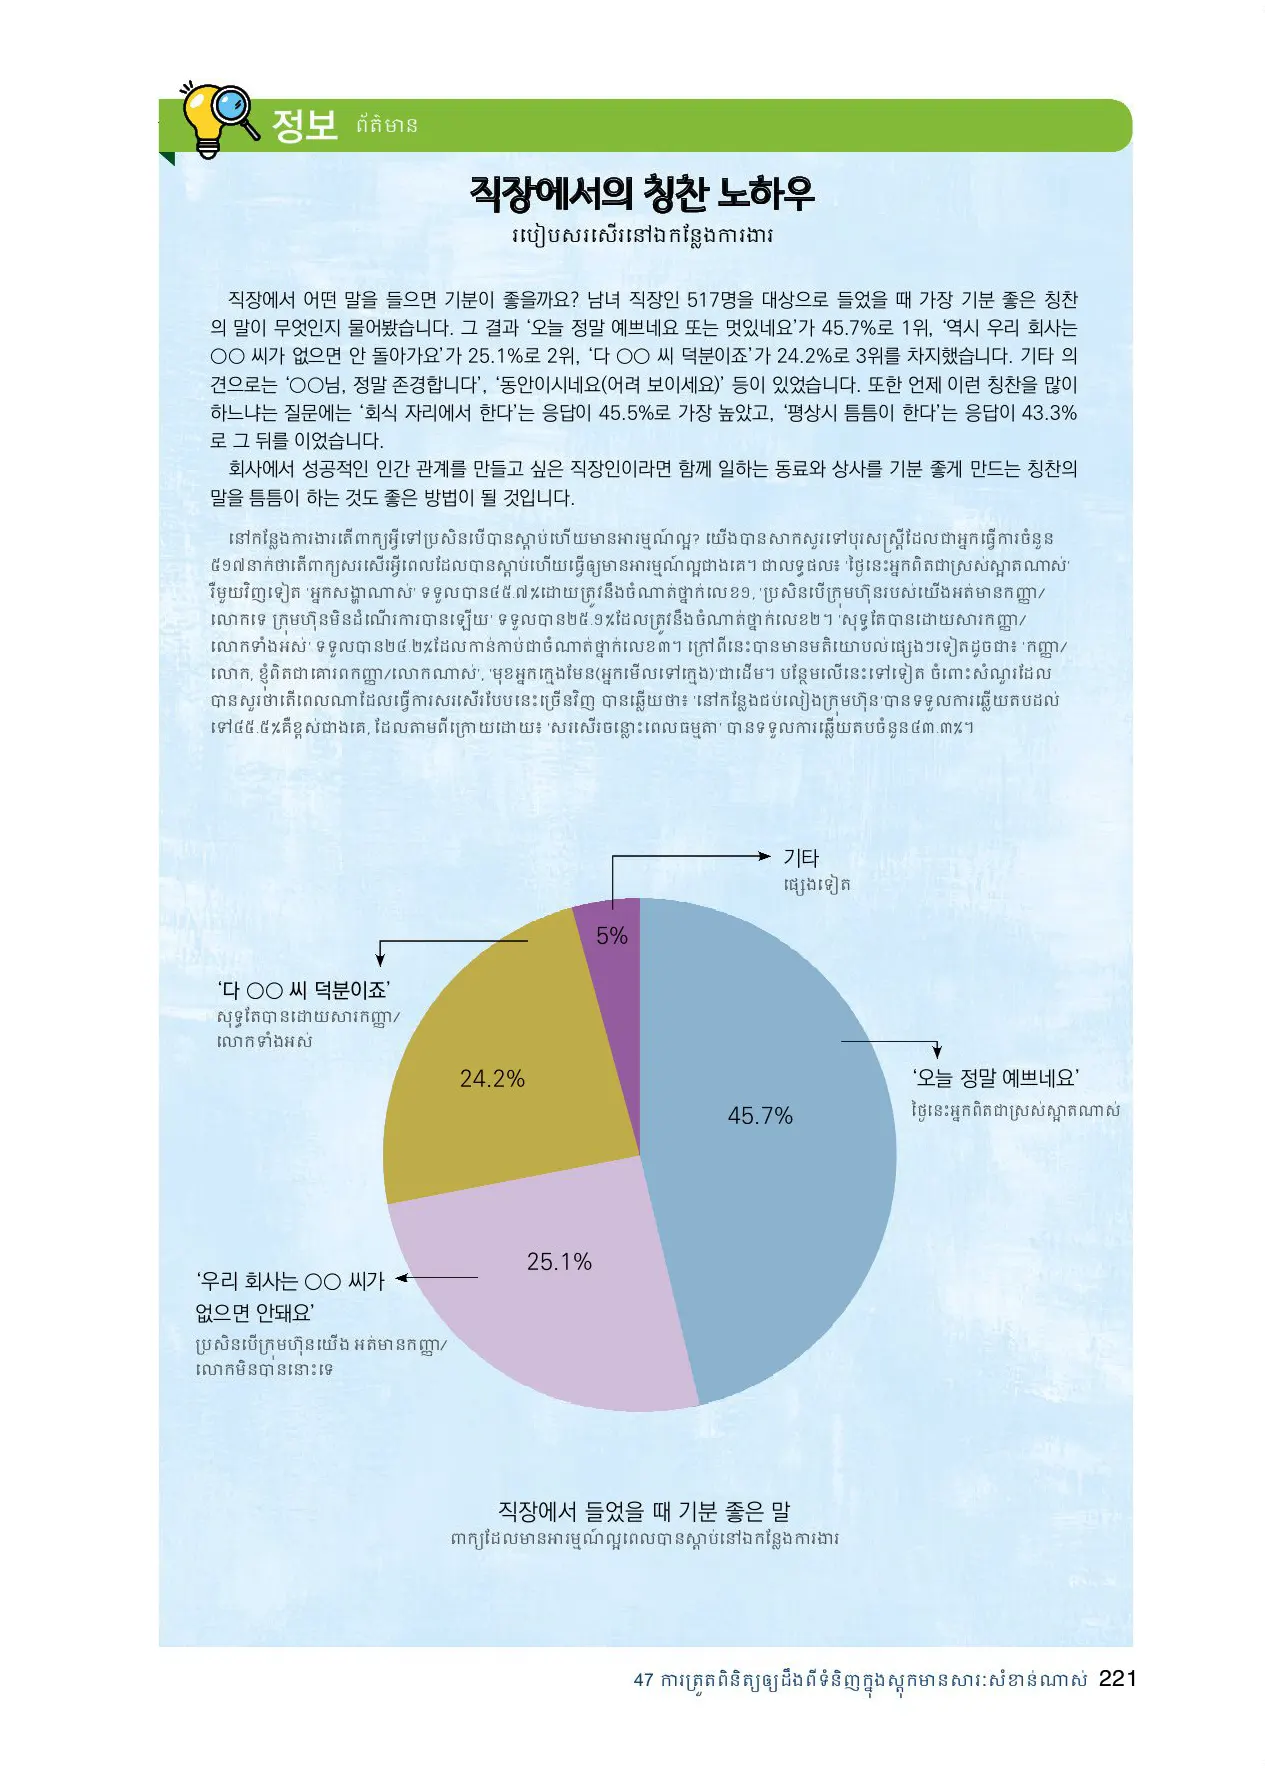 정보 ព័ត៌មាន
직장에서의 칭찬 노하우
របៀបសរសើរនៅឯកន្លែងការងារ
직장에서 어떤 말을 들으면 기분이 좋을까요? 남녀 직장인 517명을 대상으로 들었을 때 가장 기분 좋은 칭찬
의 말이 무엇인지 물어봤습니다. 그 결과 ‘오늘 정말 예쁘네요 또는 멋있네요’가 45.7%로 1위, ‘역시 우리 회사는
○○ 씨가 없으면 안 돌아가요’가 25.1%로 2위, ‘다 ○○ 씨 덕분이죠’가 24.2%로 3위를 차지했습니다. 기타 의
견으로는 ‘○○님, 정말 존경합니다’, ‘동안이시네요(어려 보이세요)’ 등이 있었습니다. 또한 언제 이런 칭찬을 많이
하느냐는 질문에는 ‘회식 자리에서 한다’는 응답이 45.5%로 가장 높았고, ‘평상시 틈틈이 한다’는 응답이 43.3%
로 그 뒤를 이었습니다.
회사에서 성공적인 인간 관계를 만들고 싶은 직장인이라면 함께 일하는 동료와 상사를 기분 좋게 만드는 칭찬의
말을 틈틈이 하는 것도 좋은 방법이 될 것입니다.
នៅកន្លែងការងារតើពាក្យអ្វីទៅប្រសិនបើបានស្ដាប់ហើយមានអារម្មណ៍ល្អ? យើងបានសាកសួរទៅបុរសស្ត្រីដែលជាអ្នកធ្វើការចំនួន
៥១៧នាក់ថាតើពាក្យសរសើរអ្វីពេលដែលបានស្ដាប់ហើយធ្វើឲ្យមានអារម្មណ៍ល្អជាងគេ។ ជាលទ្ធផល៖ 'ថ្ងៃនេះអ្នកពិតជាស្រស់ស្អាតណាស់'
រឺមួយវិញទៀត 'អ្នកសង្ហាណាស់' ទទួលបាន៤៥.៧%ដោយត្រូវនឹងចំណាត់ថ្នាក់លេខ១, 'ប្រសិនបើក្រុមហ៊ុនរបស់យើងអត់មានកញ្ញា/
លោកទេ ក្រុមហ៊ុនមិនដំណើរការបានឡើយ' ទទួលបាន២៥.១%ដែលត្រូវនឹងចំណាត់ថ្នាក់លេខ២។ 'សុទ្ធតែបានដោយសារកញ្ញា/
លោកទាំងអស់' ទទួលបាន២៤.២%ដែលកាន់កាប់ជាចំណាត់ថ្នាក់លេខ៣។ ក្រៅពីនេះបានមានមតិយោបល់ផ្សេងៗទៀតដូចជា៖ 'កញ្ញា/
លោក, ខ្ញុំពិតជាគោរពកញ្ញា/លោកណាស់', 'មុខអ្នកក្មេងមែន(អ្នកមើលទៅក្មេង)'ជាដើម។ បន្ថែមលើនេះទៅទៀត ចំពោះសំណួរដែល
បានសួរថាតើពេលណាដែលធ្វើការសរសើរបែបនេះច្រើនវិញ បានឆ្លើយថា៖ 'នៅកន្លែងជប់លៀងក្រុមហ៊ុន'បានទទួលការឆ្លើយតបដល់
ទៅ៤៥.៥%គឺខ្ពស់ជាងគេ, ដែលតាមពីក្រោយដោយ៖ 'សរសើរចន្លោះពេលធម្មតា' បានទទួលការឆ្លើយតបចំនួន៤៣.៣%។
기타
ផ្សេងទៀត
5%
‘다 ○○ 씨 덕분이죠’
សុទ្ធតែបានដោយសារកញ្ញា/
លោកទាំងអស់
24.2%
‘오늘 정말 예쁘네요’
ថ្ងៃនេះអ្នកពិតជាស្រស់ស្អាតណាស់
45.7%
25.1%
‘우리 회사는 ○○ 씨가
없으면 안돼요’
ប្រសិនបើក្រុមហ៊ុនយើង អត់មានកញ្ញា/
លោកមិនបាននោះទេ
직장에서 들었을 때 기분 좋은 말
ពាក្យដែលមានអារម្មណ៍ល្អពេលបានស្ដាប់នៅឯកន្លែងការងារ
47 ការត្រួតពិនិត្យឲ្យដឹងពីទំនិញក្នុងស្តុកមានសារៈសំខាន់ណាស់ 221